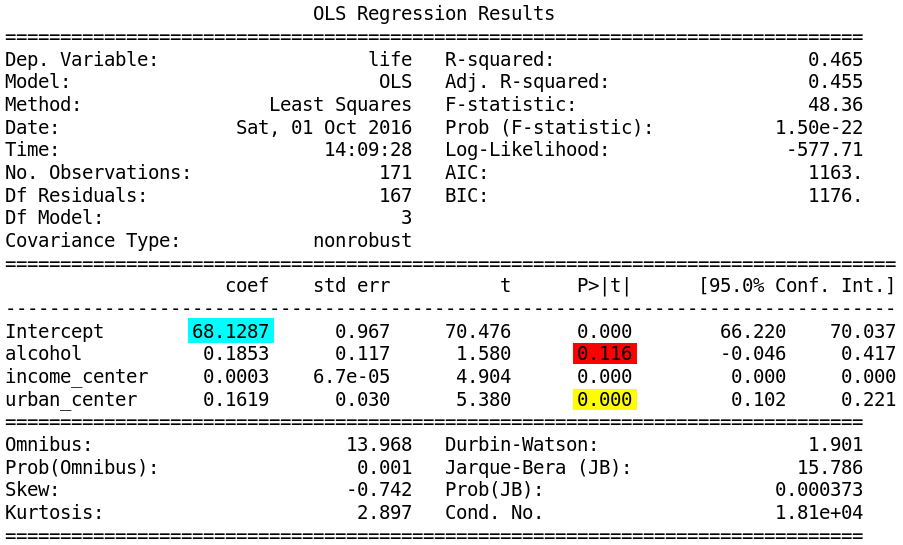 OLS Regression Results
==============================================================================
Dep. Variable:                   life   R-squared:                       0.465
Model:                            OLS   Adj. R-squared:                  0.455
Method:                 Least Squares   F-statistic:                     48.36
Date:                Sat, 01 Oct 2016   Prob (F-statistic):           1.50e-22
Time:                        14:09:28   Log-Likelihood:                -577.71
No. Observations:                 171   AIC:                             1163.
Df Residuals:                     167   BIC:                             1176.
Df Model:                           3
Covariance Type:            nonrobust
=================================================================================
                    coef    std err          t      P>|t|      [95.0% Conf. Int.]
---------------------------------------------------------------------------------
Intercept        68.1287      0.967     70.476      0.000        66.220    70.037
alcohol           0.1853      0.117      1.580      0.116        -0.046     0.417
income_center     0.0003    6.7e-05      4.904      0.000         0.000     0.000
urban_center      0.1619      0.030      5.380      0.000         0.102     0.221
==============================================================================
Omnibus:                       13.968   Durbin-Watson:                   1.901
Prob(Omnibus):                  0.001   Jarque-Bera (JB):               15.786
Skew:                          -0.742   Prob(JB):                     0.000373
Kurtosis:                       2.897   Cond. No.                     1.81e+04
==============================================================================